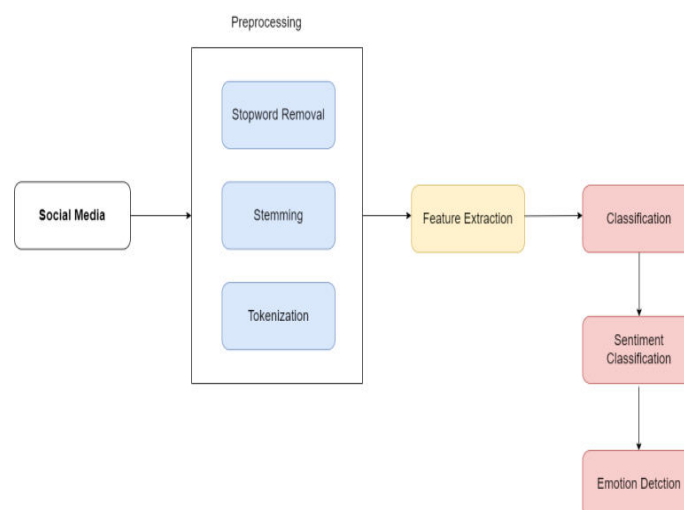 Preprocessing
Stopword Removal
Social Media
Stemming
Feature Extraction
Classification
Tokenization
Sentiment
Classification
Emotion Detction